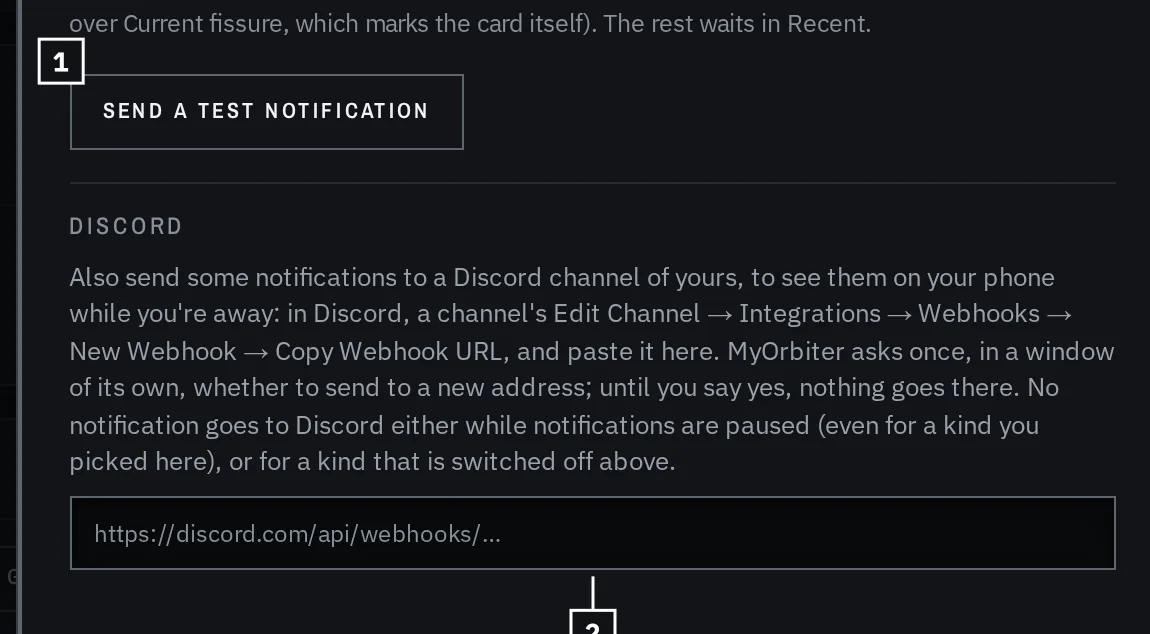 over Current fissure, which marks the card itself). The rest waits in Recent.
1
SEND A TEST NOTIFICATION
DISCORD
Also send some notifications to a Discord channel of yours, to see them on your phone
while you're away: in Discord, a channel's Edit Channel → Integrations → Webhooks →
New Webhook → Copy Webhook URL, and paste it here. MyOrbiter asks once, in a window
of its own, whether to send to a new address; until you say yes, nothing goes there. No
notification goes to Discord either while notifications are paused (even for a kind you
picked here), or for a kind that is switched off above.
https://discord.com/api/webhooks/...
2